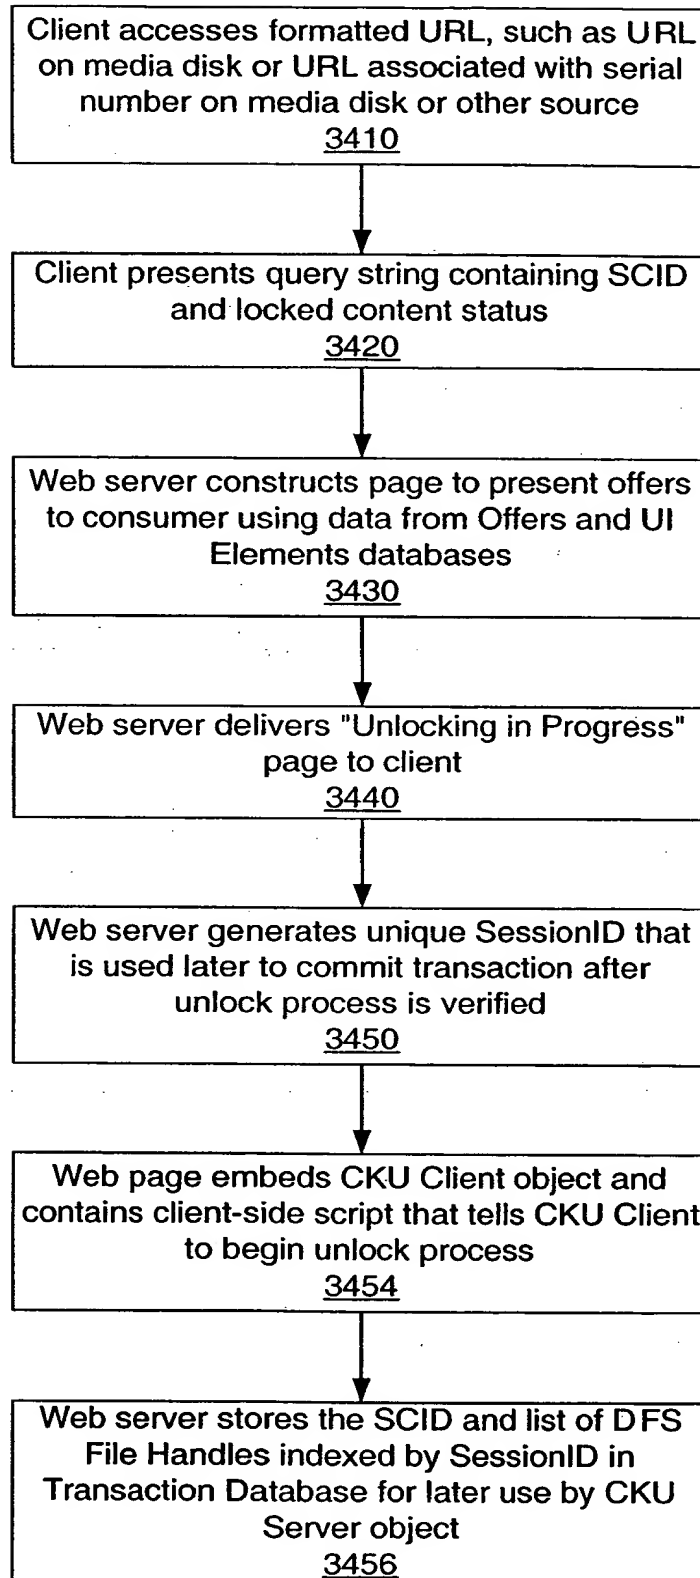 Client accesses formatted URL, such as URL
on media disk or URL associated with serial
number on media disk or other source
3410
Client presents query string containing SCID
and locked content status
3420
Web server constructs page to present offers
to consumer using data from Offers and UI
Elements databases
3430
Web server delivers "Unlocking in Progress"
page to client
3440
Web server generates unique SessionID that
is used later to commit transaction after
unlock process is verified
3450
Web page embeds CKU Client object and
contains client-side script that tells CKU Client
to begin unlock process
3454
Web server stores the SCID and list of DFS
File Handles indexed by SessionID in
Transaction Database for later use by CKU
Server object
3456